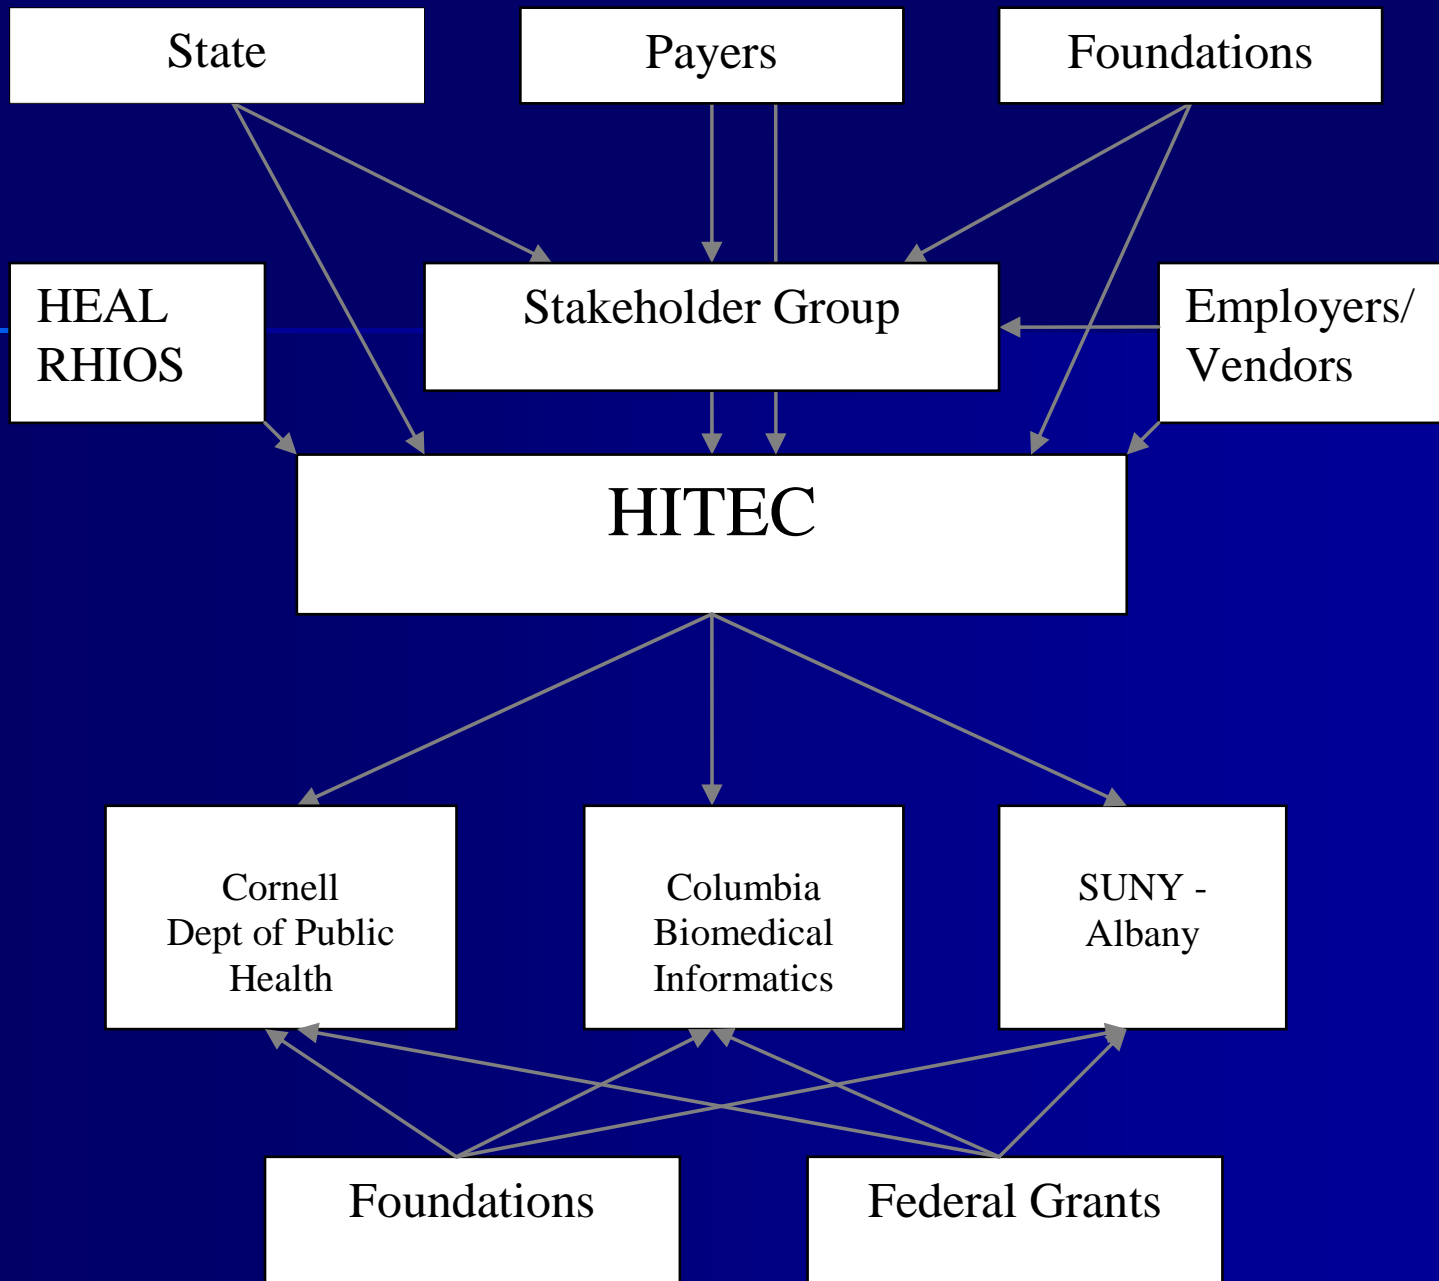 State
Payers
Foundations
HEAL
RHIOS
Stakeholder Group
Employers/
Vendors
HITEC
Cornell
Dept of Public
Health
Columbia
Biomedical
Informatics
SUNY -
Albany
Foundations
Federal Grants